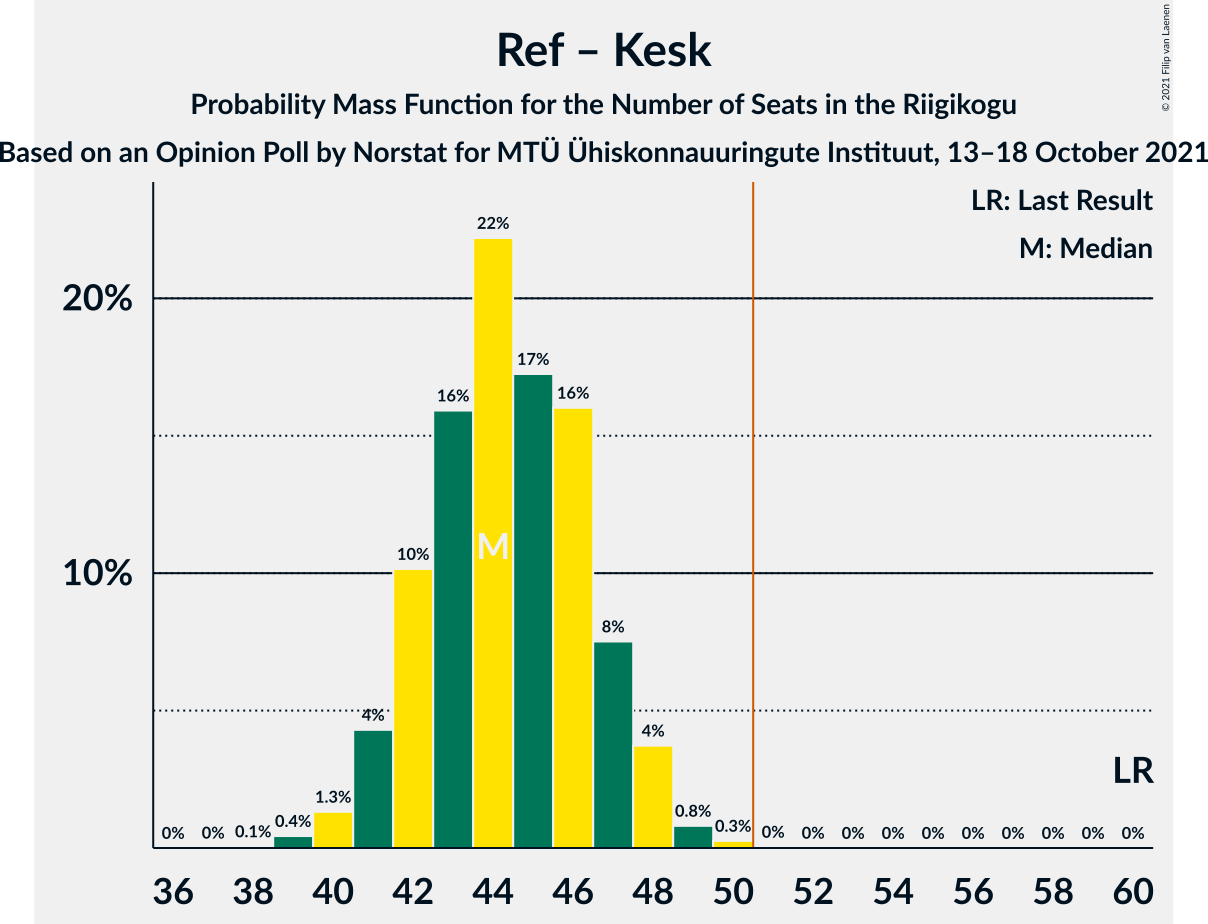 Ref – Kesk
Probability Mass Function for the Number of Seats in the Riigikogu
Based on an Opinion Poll by Norstat for MTÜ Ühiskonnauuringute Instituut, 13–18 October 2021
© 2021 Filip van Laenen
LR: Last Result
M: Median
22%
20%
17%
16% 16%
10%
M
10%
8%
4% 4%
LR
1.3%
0.4% 0.8% 0.3%
0% 0% 0.1% 0% 0% 0% 0% 0% 0% 0% 0% 0% 0%
36 38 40 42 44 46 48 50 52 54 56 58 60